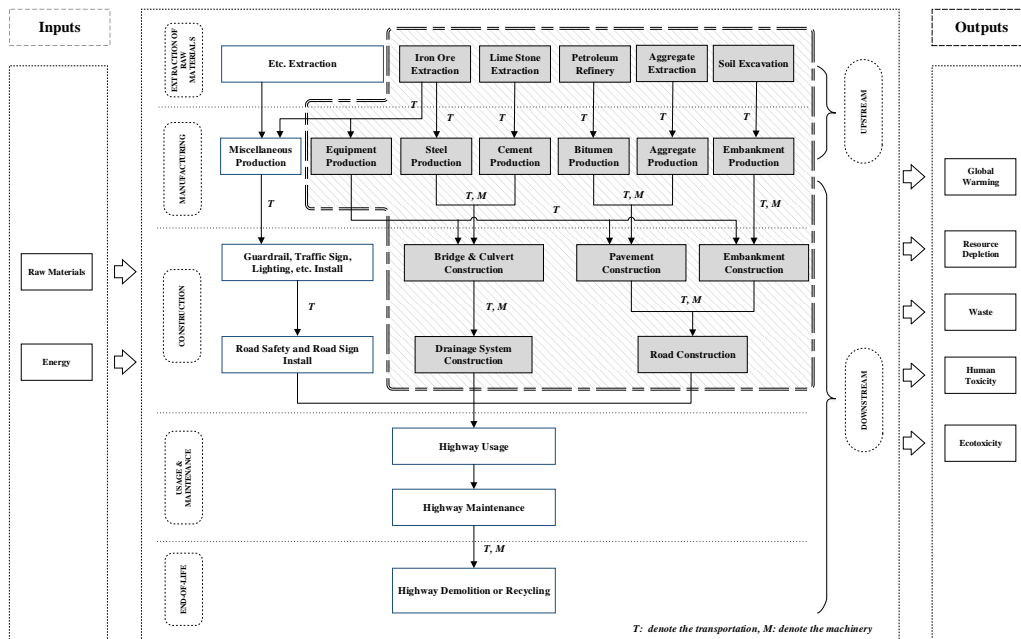 Inputs
Outputs
EXTRACTION OF
RAW
MATERIALS
Etc. Extraction
Iron Ore
Extraction
Lime Stone
Extraction
Petroleum
Refinery
Aggregate
Extraction
Soil Excavation
UPSTREAM
T
T
T
T
T
T
MANUFACTURING
Miscellaneous
Production
Equipment
Production
Steel
Production
Cement
Production
Bitumen
Production
Aggregate
Production
Embankment
Production
Global
Warming
T
T, M
T
T, M
T, M
Raw Materials
CONSTRUCTION
Guardrail, Traffic Sign,
Lighting, etc. Install
Bridge & Culvert
Construction
Pavement
Construction
Embankment
Construction
Resource
Depletion
T
T, M
T, M
Waste
Energy
Road Safety and Road Sign
Install
Drainage System
Construction
Road Construction
Human
Toxicity
DOWNSTREAM
USAGE &
MAINTENANCE
Highway Usage
Ecotoxicity
Highway Maintenance
T, M
END-OF-LIFE
Highway Demolition or Recycling
T: denote the transportation, M: denote the machinery